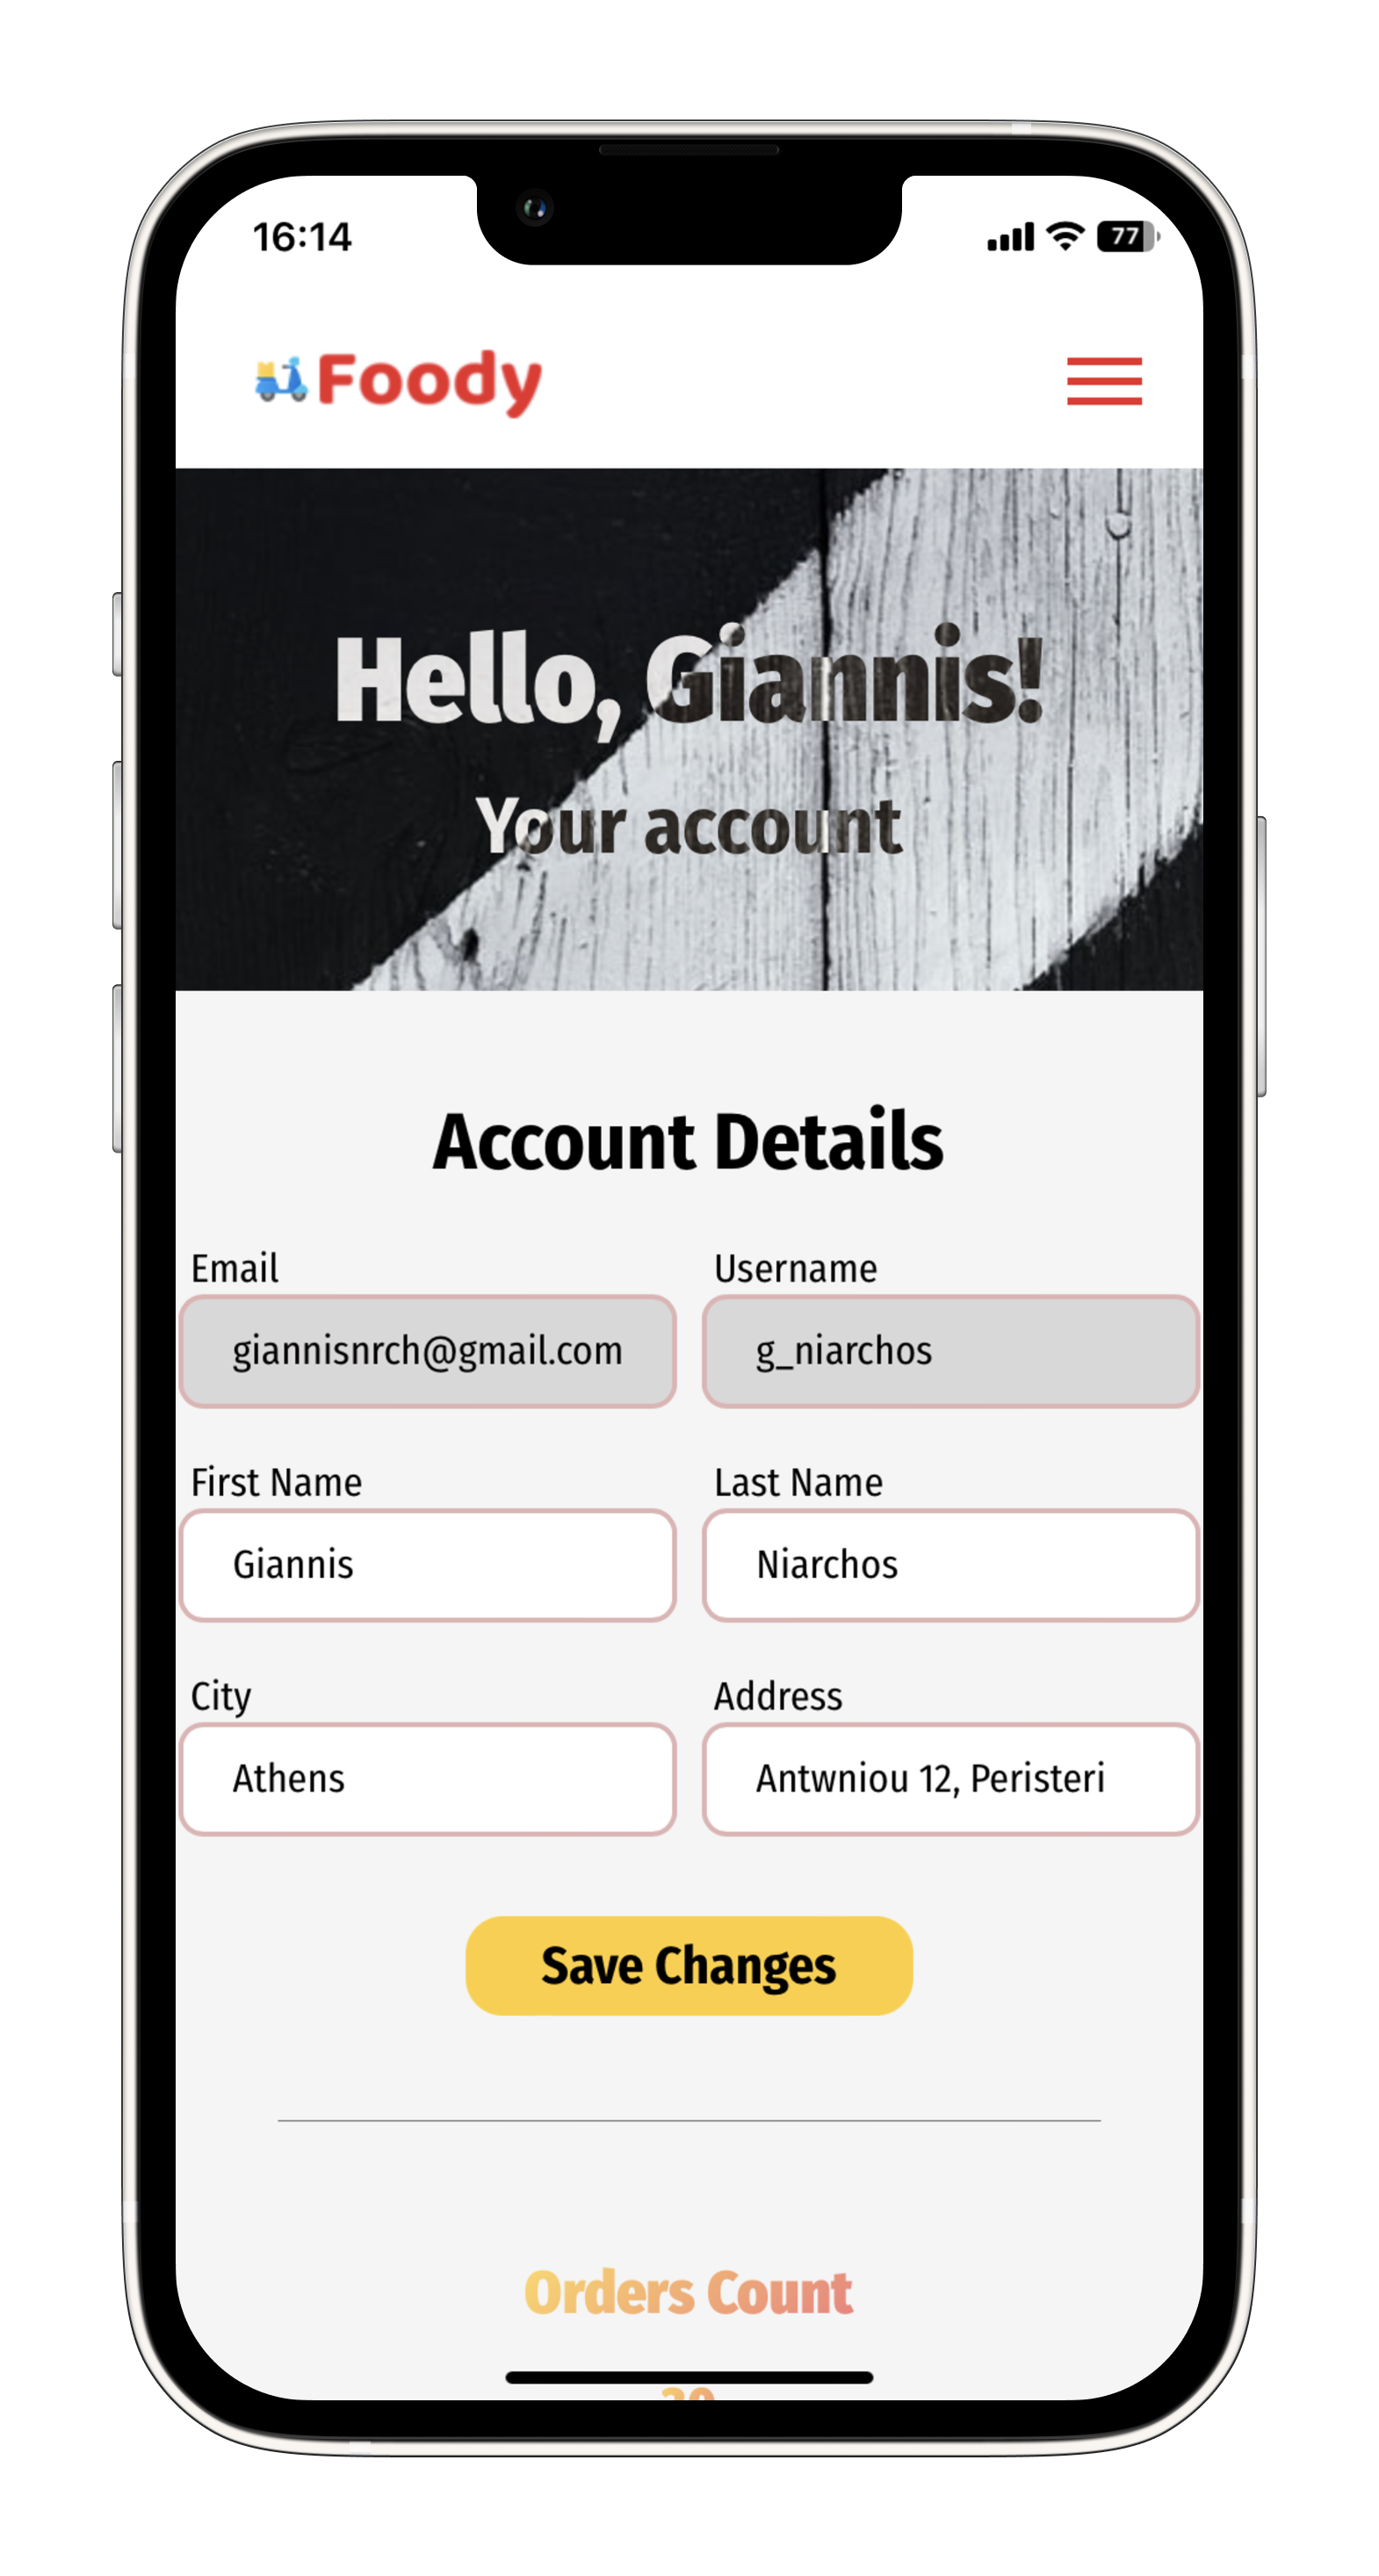 16:14
77
Foody
Hello, Giannis!
Your account
Account Details
Email
Username
giannisnrch@gmail.com
g_niarchos
First Name
Last Name
Giannis
Niarchos
City
Address
Athens
Antwniou 12, Peristeri
Save Changes
Orders Count